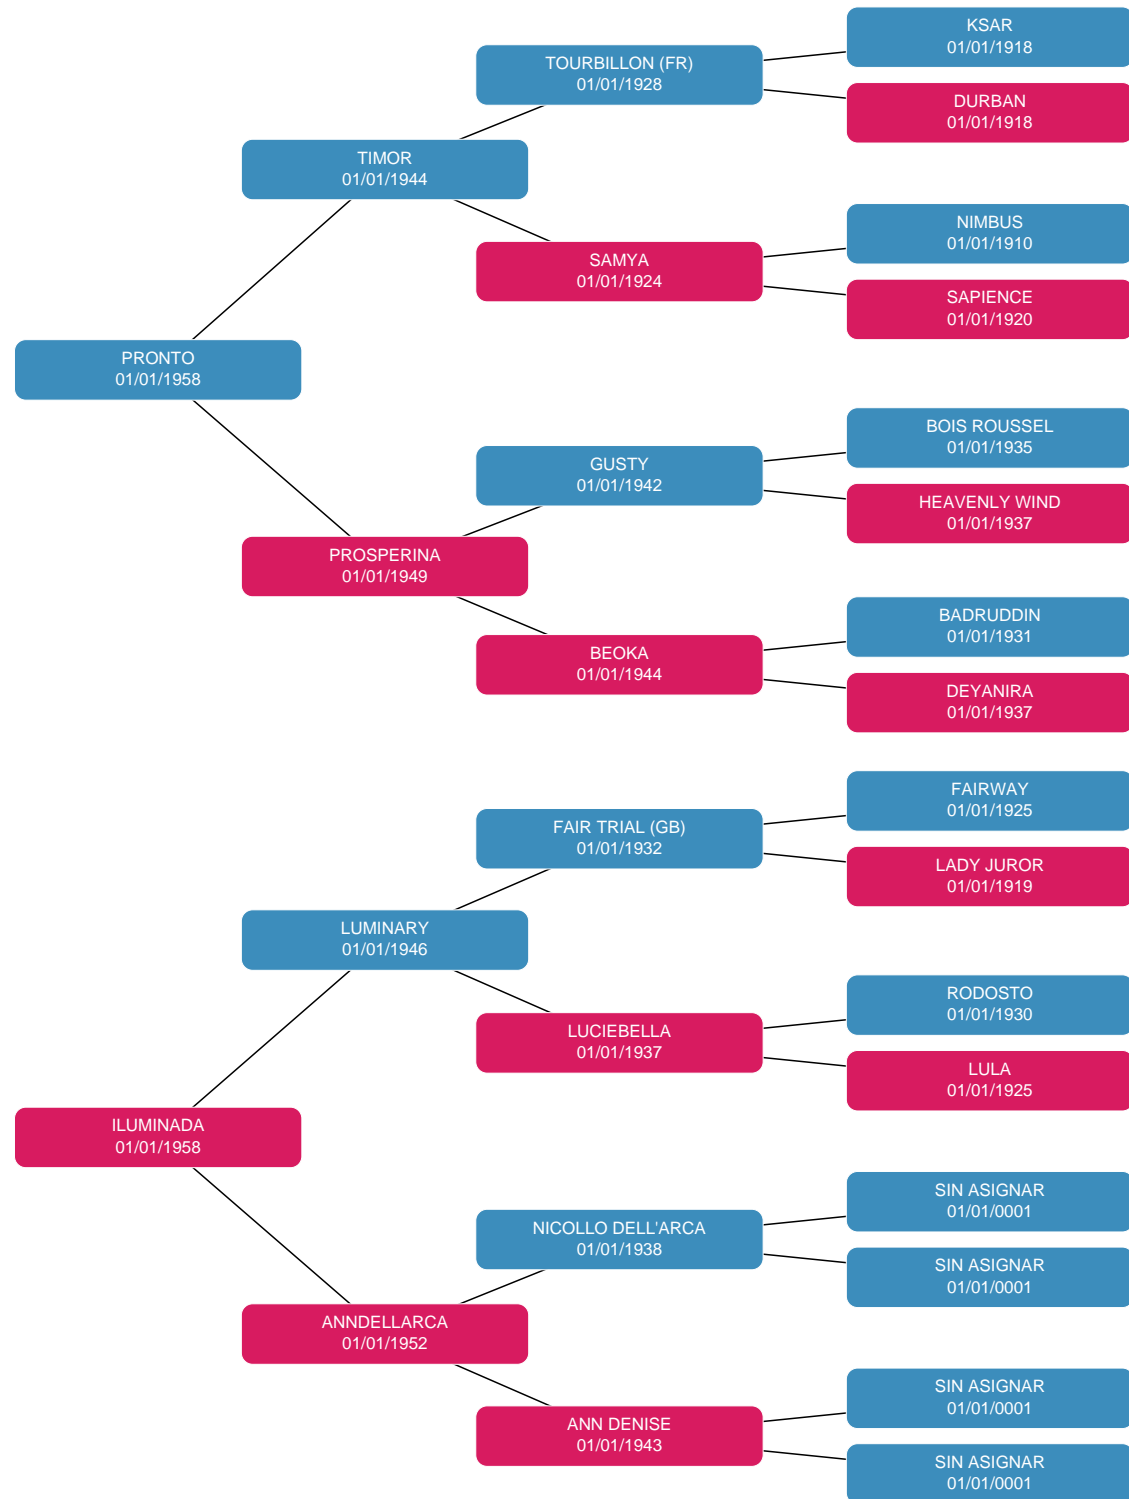 KSAR
01/01/1918
TOURBILLON (FR)
01/01/1928
DURBAN
01/01/1918
TIMOR
01/01/1944
NIMBUS
01/01/1910
SAMYA
01/01/1924
SAPIENCE
01/01/1920
PRONTO
01/01/1958
BOIS ROUSSEL
01/01/1935
GUSTY
01/01/1942
HEAVENLY WIND
01/01/1937
PROSPERINA
01/01/1949
BADRUDDIN
01/01/1931
BEOKA
01/01/1944
DEYANIRA
01/01/1937
FAIRWAY
01/01/1925
FAIR TRIAL (GB)
01/01/1932
LADY JUROR
01/01/1919
LUMINARY
01/01/1946
RODOSTO
01/01/1930
LUCIEBELLA
01/01/1937
LULA
01/01/1925
ILUMINADA
01/01/1958
SIN ASIGNAR
01/01/0001
NICOLLO DELL'ARCA
01/01/1938
SIN ASIGNAR
01/01/0001
ANNDELLARCA
01/01/1952
SIN ASIGNAR
01/01/0001
ANN DENISE
01/01/1943
SIN ASIGNAR
01/01/0001